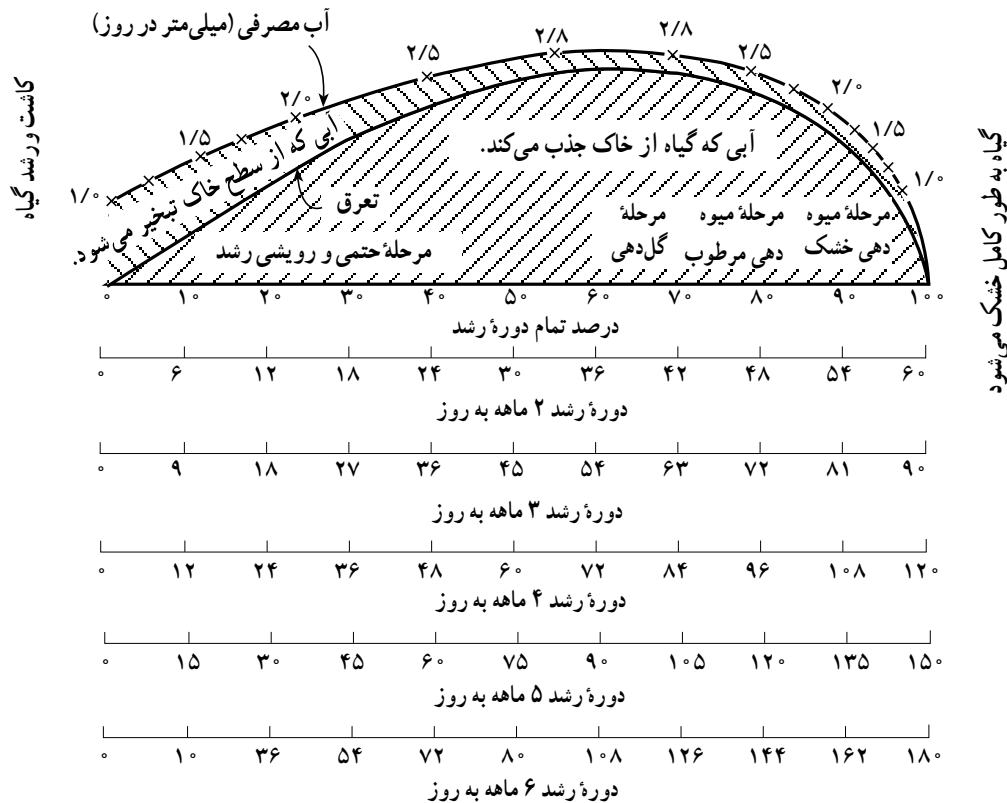 آب مصرفی (میلی‌متر در روز)
۱/۰
۱/۵
۲/۰
۲/۵
۲/۸
۲/۸
۲/۵
۲/۰
۱/۵
۱/۰
کاشت و رشد گیاه
گیاه به طور کامل خشک می‌شود
آبی که از سطح خاک تبخیر می‌شود.
آبی که گیاه از خاک جذب می‌کند.
تعرق
مرحلهٔ حتمی و رویشی رشد
مرحلهٔ
گل‌دهی
مرحلهٔ میوه
دهی مرطوب
مرحلهٔ میوه
دهی خشک
۰ ۱۰ ۲۰ ۳۰ ۴۰ ۵۰ ۶۰ ۷۰ ۸۰ ۹۰ ۱۰۰
درصد تمام دورهٔ رشد
۰ ۶ ۱۲ ۱۸ ۲۴ ۳۰ ۳۶ ۴۲ ۴۸ ۵۴ ۶۰
دورهٔ رشد ۲ ماهه به روز
۰ ۹ ۱۸ ۲۷ ۳۶ ۴۵ ۵۴ ۶۳ ۷۲ ۸۱ ۹۰
دورهٔ رشد ۳ ماهه به روز
۰ ۱۲ ۲۴ ۳۶ ۴۸ ۶۰ ۷۲ ۸۴ ۹۶ ۱۰۸ ۱۲۰
دورهٔ رشد ۴ ماهه به روز
۰ ۱۵ ۳۰ ۴۵ ۶۰ ۷۵ ۹۰ ۱۰۵ ۱۲۰ ۱۳۵ ۱۵۰
دورهٔ رشد ۵ ماهه به روز
۰ ۱۰ ۳۶ ۵۴ ۷۲ ۸۰ ۱۰۸ ۱۲۶ ۱۴۴ ۱۶۲ ۱۸۰
دورهٔ رشد ۶ ماهه به روز